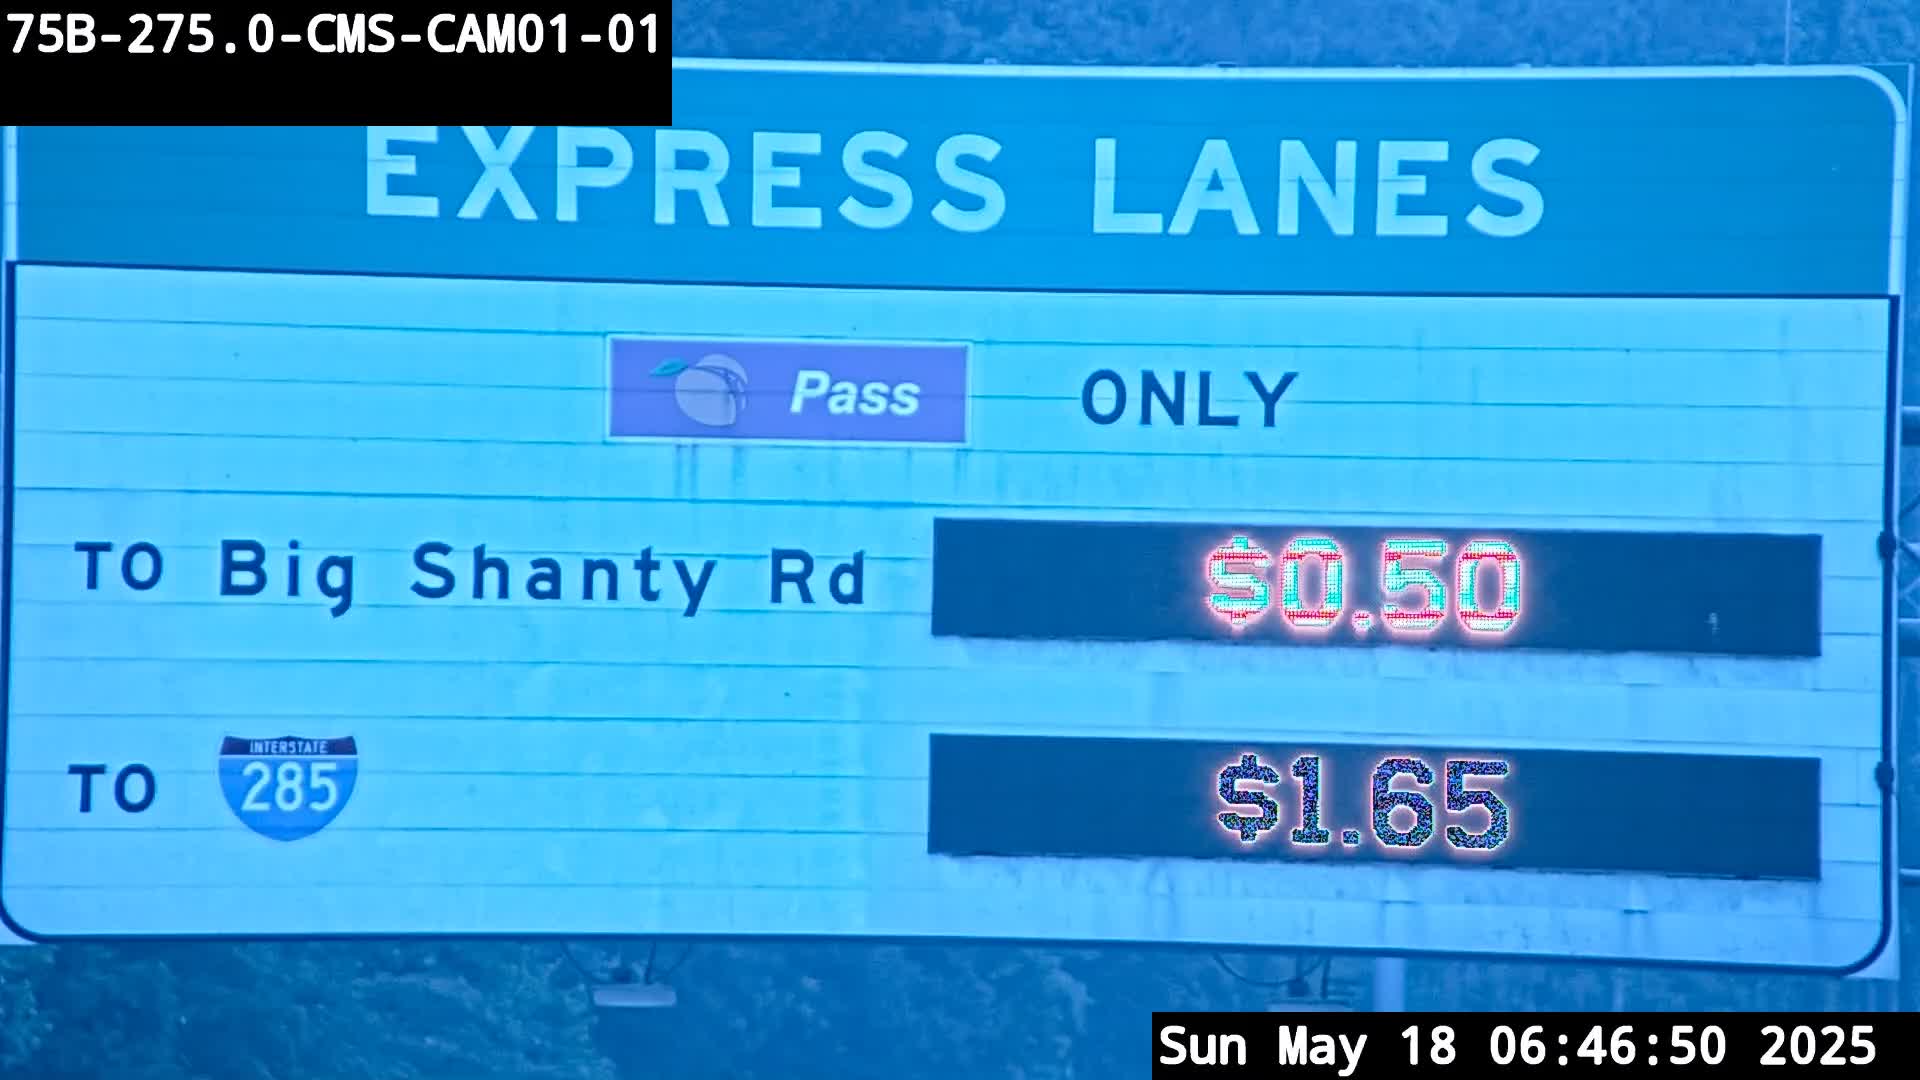 75B-275.0-CMS-CAM01-01
EXPRESS LANES
Pass ONLY
TO Big Shanty Rd $0.50
TO INTERSTATE 285 $1.65
Sun May 18 06:46:50 2025